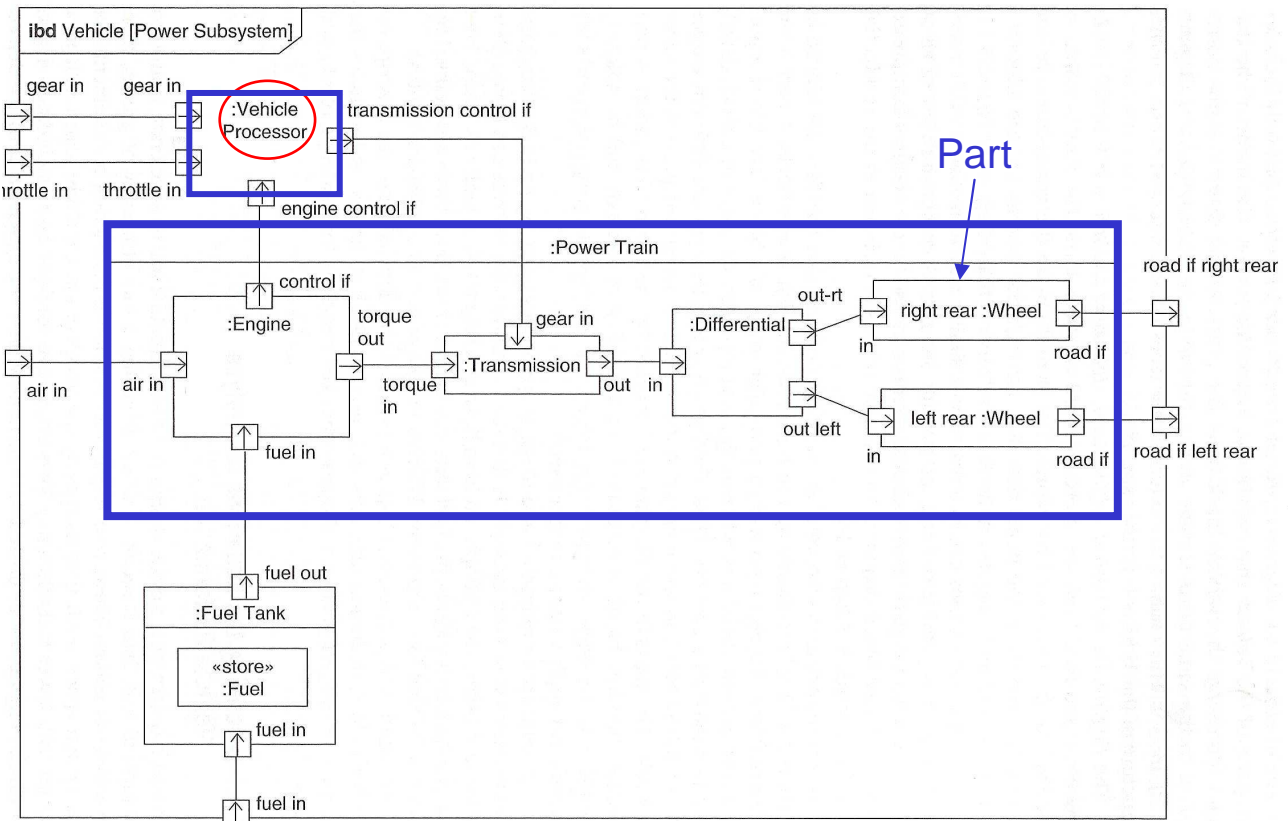 ibd Vehicle [Power Subsystem]
gear in
gear in
:Vehicle
Processor
transmission control if
throttle in
engine control if
Part
:Power Train
road if right rear
control if
:Engine
torque
out
gear in
:Transmission
:Differential
out-rt
right rear :Wheel
in
road if
air in
air in
torque
in
out
in
out left
left rear :Wheel
in
road if
road if left rear
fuel in
fuel out
:Fuel Tank
«store»
:Fuel
fuel in
fuel in